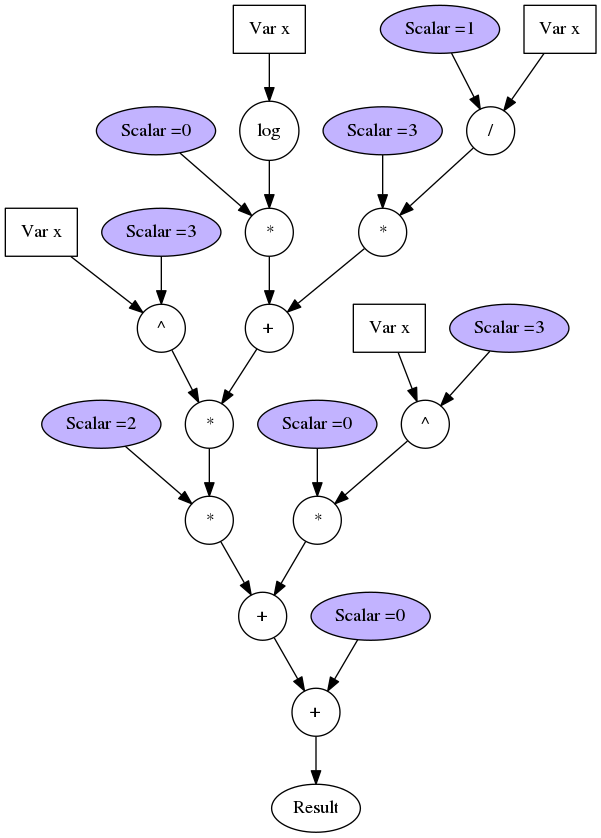 Var x
Scalar =1
Var x
Scalar =0
log
Scalar =3
/
Var x
Scalar =3
*
*
^
+
Var x
Scalar =3
Scalar =2
*
Scalar =0
^
*
*
+
Scalar =0
+
Result